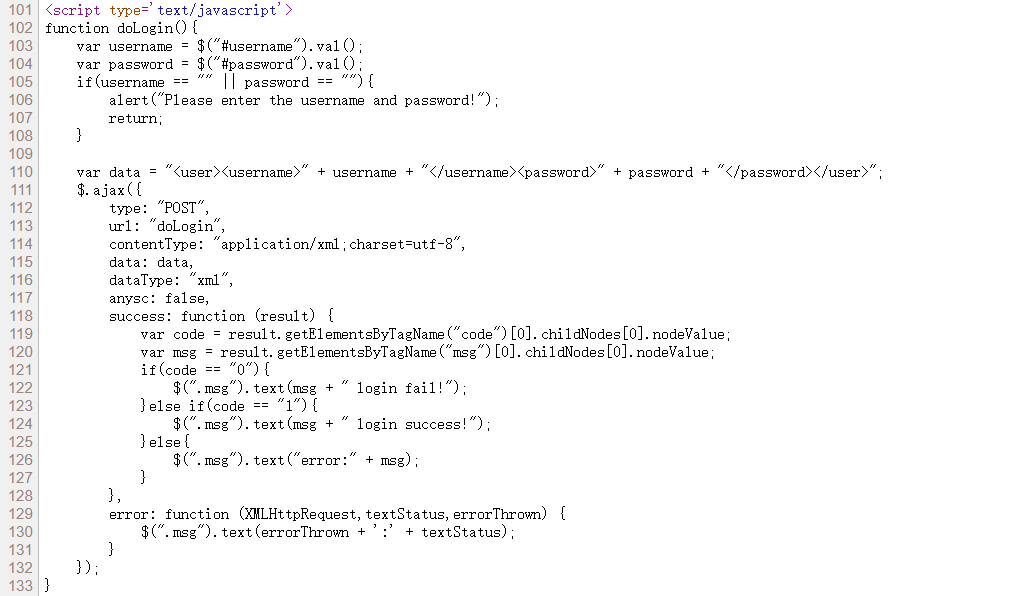 101 <script type='text/javascript'>
102 function doLogin(){
103     var username = $("#username").val();
104     var password = $("#password").val();
105     if(username == "" || password == ""){
106         alert("Please enter the username and password!");
107         return;
108     }
109
110     var data = "<user><username>" + username + "</username><password>" + password + "</password></user>";
111     $.ajax({
112         type: "POST",
113         url: "doLogin",
114         contentType: "application/xml;charset=utf-8",
115         data: data,
116         dataType: "xml",
117         anysc: false,
118         success: function (result) {
119             var code = result.getElementsByTagName("code")[0].childNodes[0].nodeValue;
120             var msg = result.getElementsByTagName("msg")[0].childNodes[0].nodeValue;
121             if(code == "0"){
122                 $(".msg").text(msg + " login fail!");
123             }else if(code == "1"){
124                 $(".msg").text(msg + " login success!");
125             }else{
126                 $(".msg").text("error:" + msg);
127             }
128         },
129         error: function (XMLHttpRequest,textStatus,errorThrown) {
130             $(".msg").text(errorThrown + ':' + textStatus);
131         }
132     });
133 }